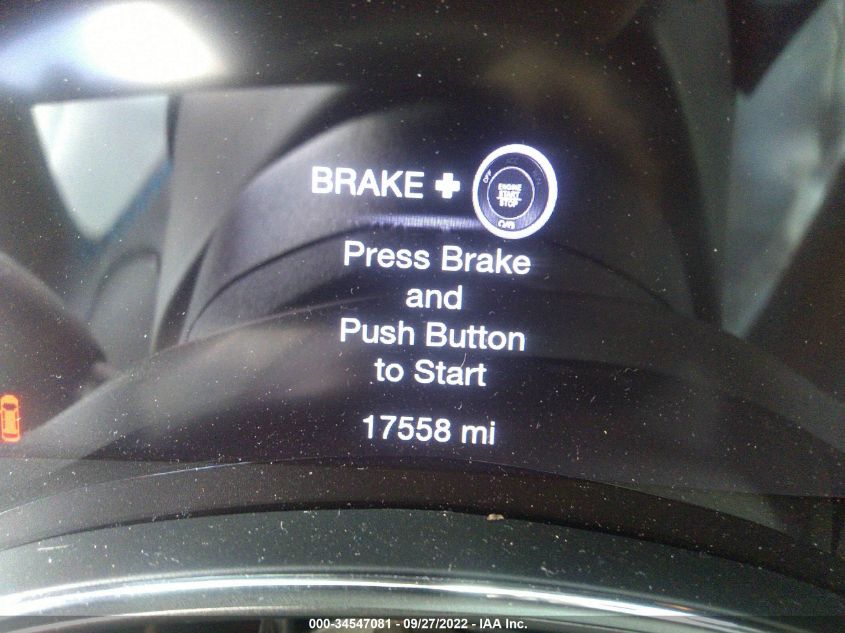 BRAKE +
OFF
ENGINE
START
STOP
Press Brake
and
Push Button
to Start
17558 mi
000-34547081 - 09/27/2022 - IAA Inc.